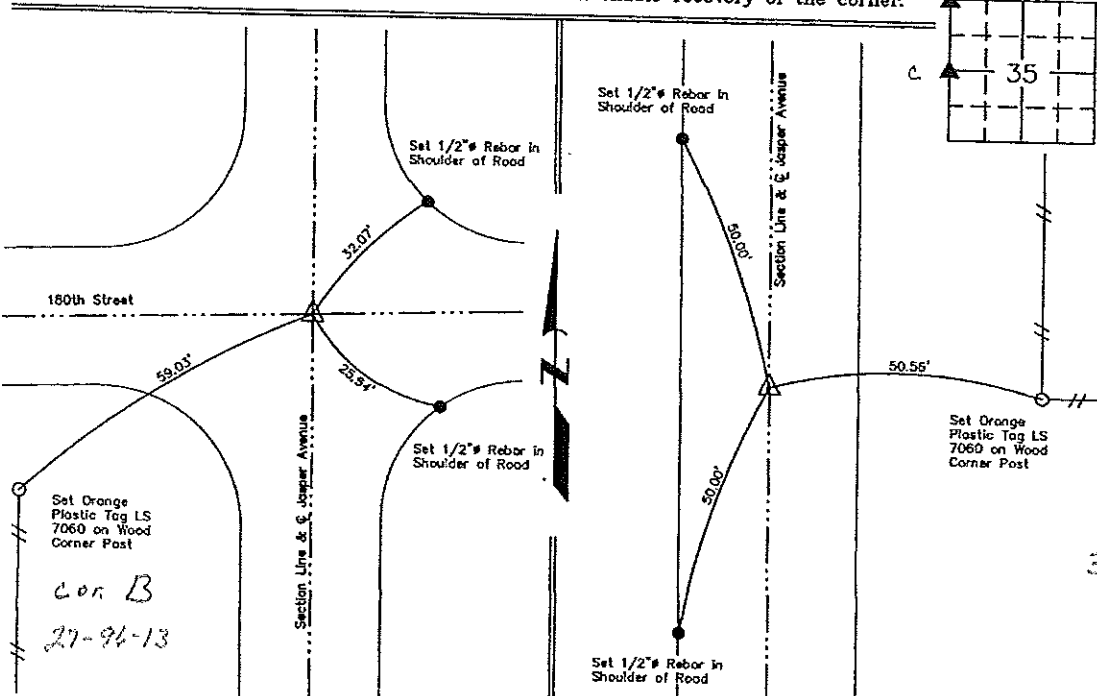 recovery of the corner.
Set 1/2"ø Rebar in
Shoulder of Road
32.07'
180th Street
59.03'
25.94'
Set 1/2"ø Rebar in
Shoulder of Road
Set Orange
Plastic Tag LS
7060 on Wood
Corner Post
Section Line & ℄ Jasper Avenue
cor. B
N
Set 1/2"ø Rebar in
Shoulder of Road
Section Line & ℄ Jasper Avenue
50.00'
50.55'
50.00'
Set Orange
Plastic Tag LS
7060 on Wood
Corner Post
Set 1/2"ø Rebar in
Shoulder of Road
C
35